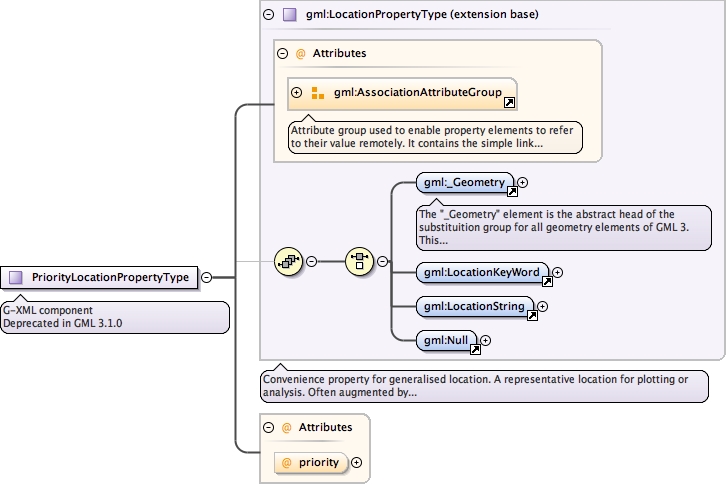 gml:LocationPropertyType (extension base)
@ Attributes
gml:AssociationAttributeGroup
Attribute group used to enable property elements to refer
to their value remotely. It contains the simple link...
gml:_Geometry
The "_Geometry" element is the abstract head of the
substituition group for all geometry elements of GML 3.
This...
gml:LocationKeyWord
gml:LocationString
gml:Null
PriorityLocationPropertyType
G-XML component
Deprecated in GML 3.1.0
Convenience property for generalised location. A representative location for plotting or
analysis. Often augmented by...
@ Attributes
@ priority